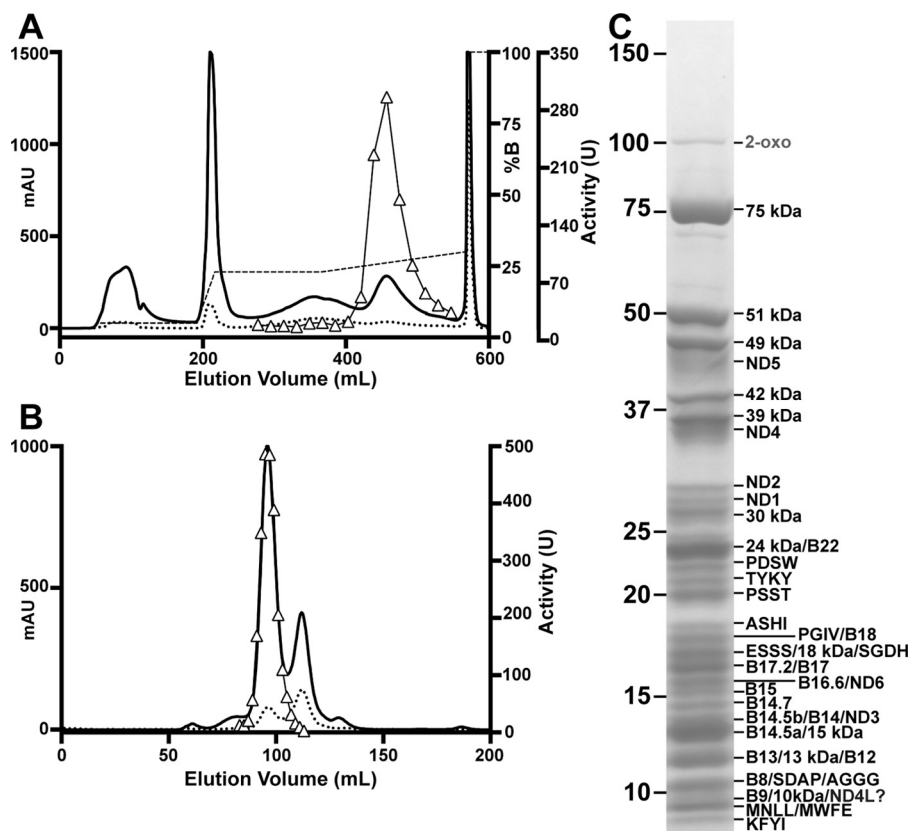 A
1500
1000
500
0
mAU
0
200
400
600
Elution Volume (mL)
100
75
50
25
0
%B
350
280
210
140
70
0
Activity (U)
B
1000
500
0
mAU
0
50
100
150
200
Elution Volume (mL)
500
400
300
200
100
0
Activity (U)
C
150
100
75
50
37
25
20
15
10
2-oxo
75 kDa
51 kDa
49 kDa
ND5
42 kDa
39 kDa
ND4
ND2
ND1
30 kDa
24 kDa/B22
PDSW
TYKY
PSST
ASHI
PGIV/B18
ESSS/18 kDa/SGDH
B17.2/B17
B16.6/ND6
B15
B14.7
B14.5b/B14/ND3
B14.5a/15 kDa
B13/13 kDa/B12
B8/SDAP/AGGG
B9/10kDa/ND4L?
MNLL/MWFE
KFYI